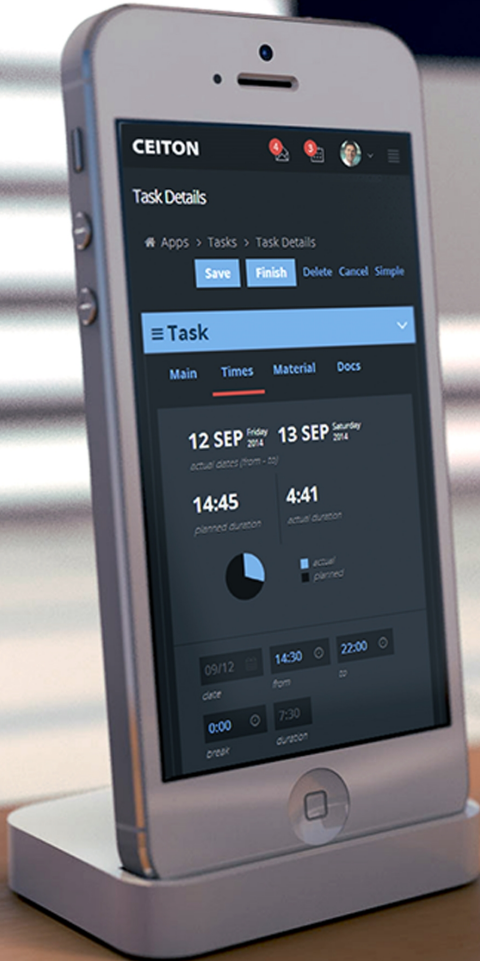 CEITON
4 3
Task Details
Apps > Tasks > Task Details
Save Finish Delete Cancel Simple
Task
Main Times Material Docs
12 SEP Friday 2014 13 SEP Saturday 2014
actual dates (from - to)
14:45 4:41
planned duration actual duration
actual
planned
09/12 14:30 22:00
date from to
0:00 7:30
break duration